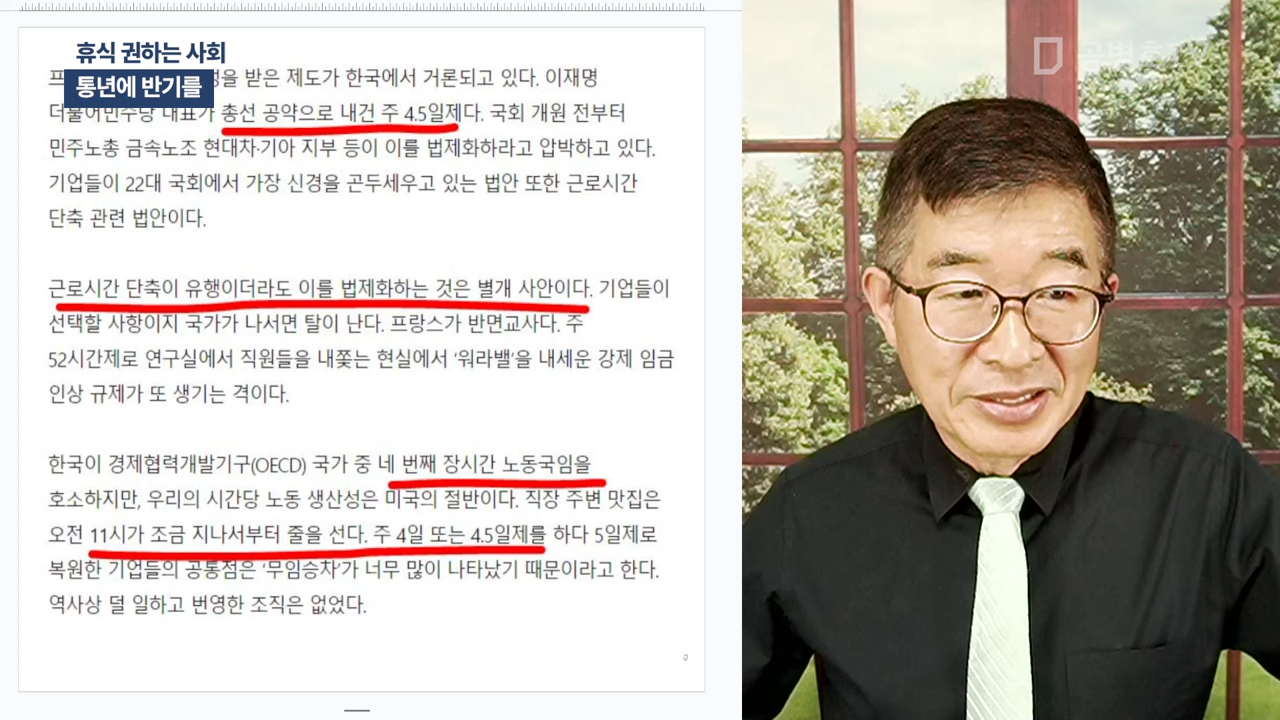 휴식 권하는 사회
통년에 반기를
프 을 받은 제도가 한국에서 거론되고 있다. 이재명
더불어민주당 대표가 총선 공약으로 내건 주 4.5일제다. 국회 개원 전부터
민주노총 금속노조 현대차·기아 지부 등이 이를 법제화하라고 압박하고 있다.
기업들이 22대 국회에서 가장 신경을 곤두세우고 있는 법안 또한 근로시간
단축 관련 법안이다.
근로시간 단축이 유행이더라도 이를 법제화하는 것은 별개 사안이다. 기업들이
선택할 사항이지 국가가 나서면 탈이 난다. 프랑스가 반면교사다. 주
52시간제로 연구실에서 직원들을 내쫓는 현실에서 ‘워라밸’을 내세운 강제 임금
인상 규제가 또 생기는 격이다.
한국이 경제협력개발기구(OECD) 국가 중 네 번째 장시간 노동국임을
호소하지만, 우리의 시간당 노동 생산성은 미국의 절반이다. 직장 주변 맛집은
오전 11시가 조금 지나서부터 줄을 선다. 주 4일 또는 4.5일제를 하다 5일제로
복원한 기업들의 공통점은 ‘무임승차’가 너무 많이 나타났기 때문이라고 한다.
역사상 덜 일하고 번영한 조직은 없었다.
공병호TV